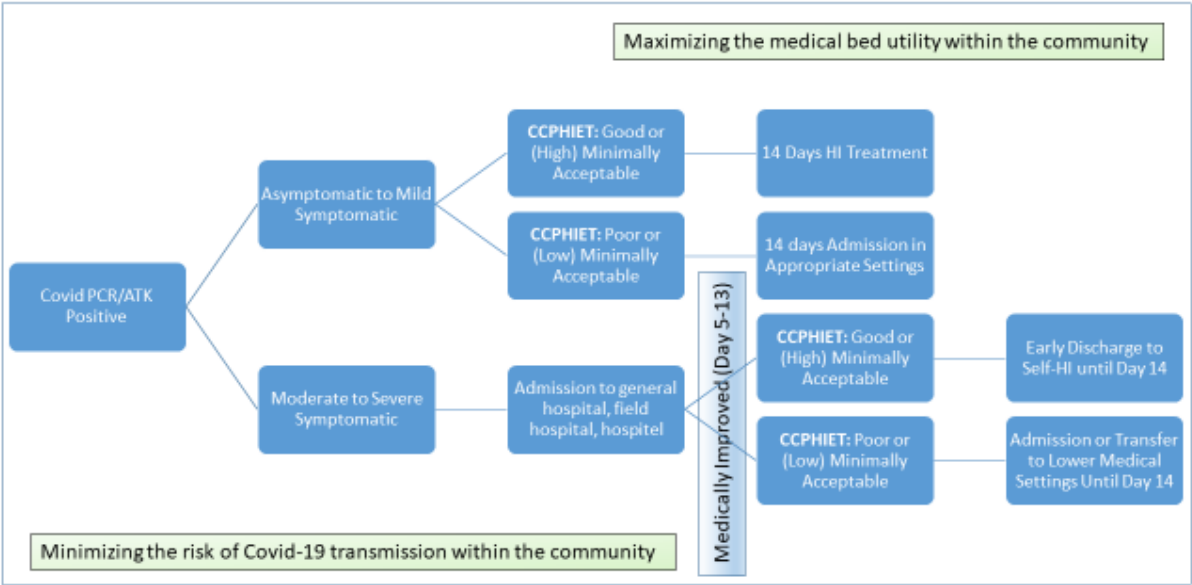 Maximizing the medical bed utility within the community
CCPHIET: Good or
(High) Minimally
Acceptable
14 Days HI Treatment
Asymptomatic to Mild
Symptomatic
CCPHIET: Poor or
(Low) Minimally
Acceptable
14 days Admission in
Appropriate Settings
Covid PCR/ATK
Positive
Medically Improved (Day 5-13)
CCPHIET: Good or
(High) Minimally
Acceptable
Early Discharge to
Self-HI until Day 14
Moderate to Severe
Symptomatic
Admission to general
hospital, field
hospital, hospitel
CCPHIET: Poor or
(Low) Minimally
Acceptable
Admission or Transfer
to Lower Medical
Settings Until Day 14
Minimizing the risk of Covid-19 transmission within the community